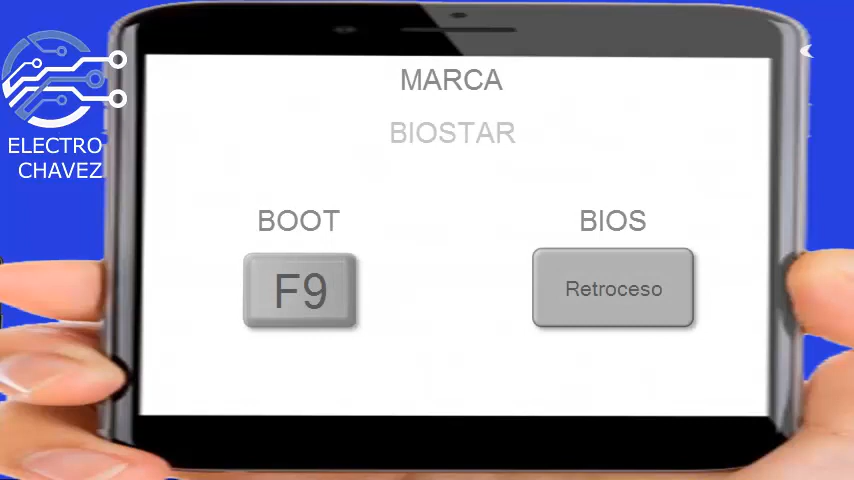 ELECTRO
CHAVEZ
MARCA
BIOSTAR
BOOT
BIOS
F9
Retroceso